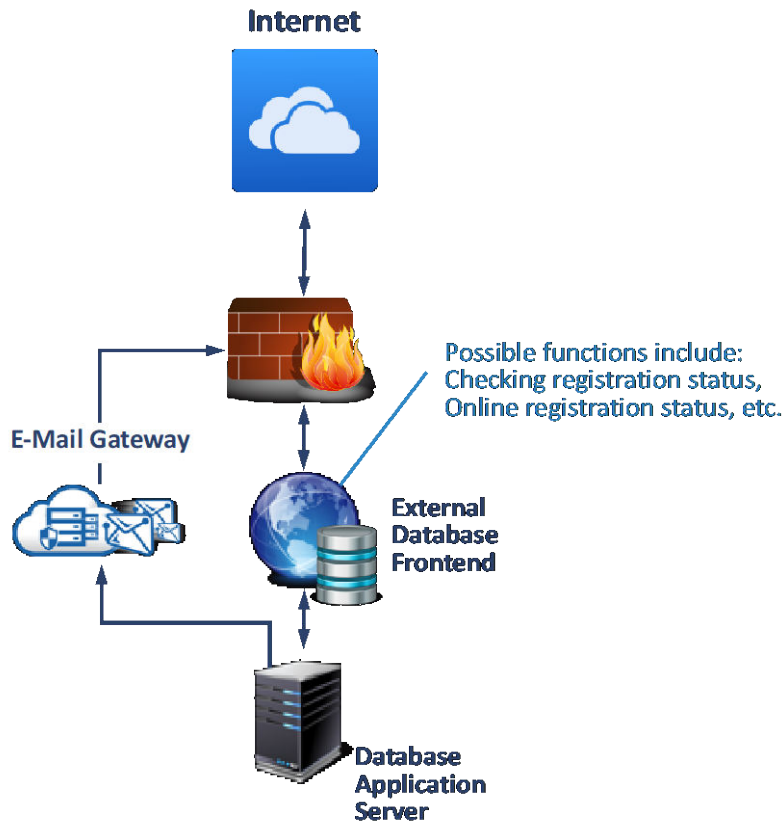 Internet
Possible functions include:
Checking registration status,
Online registration status, etc.
E-Mail Gateway
External
Database
Frontend
Database
Application
Server